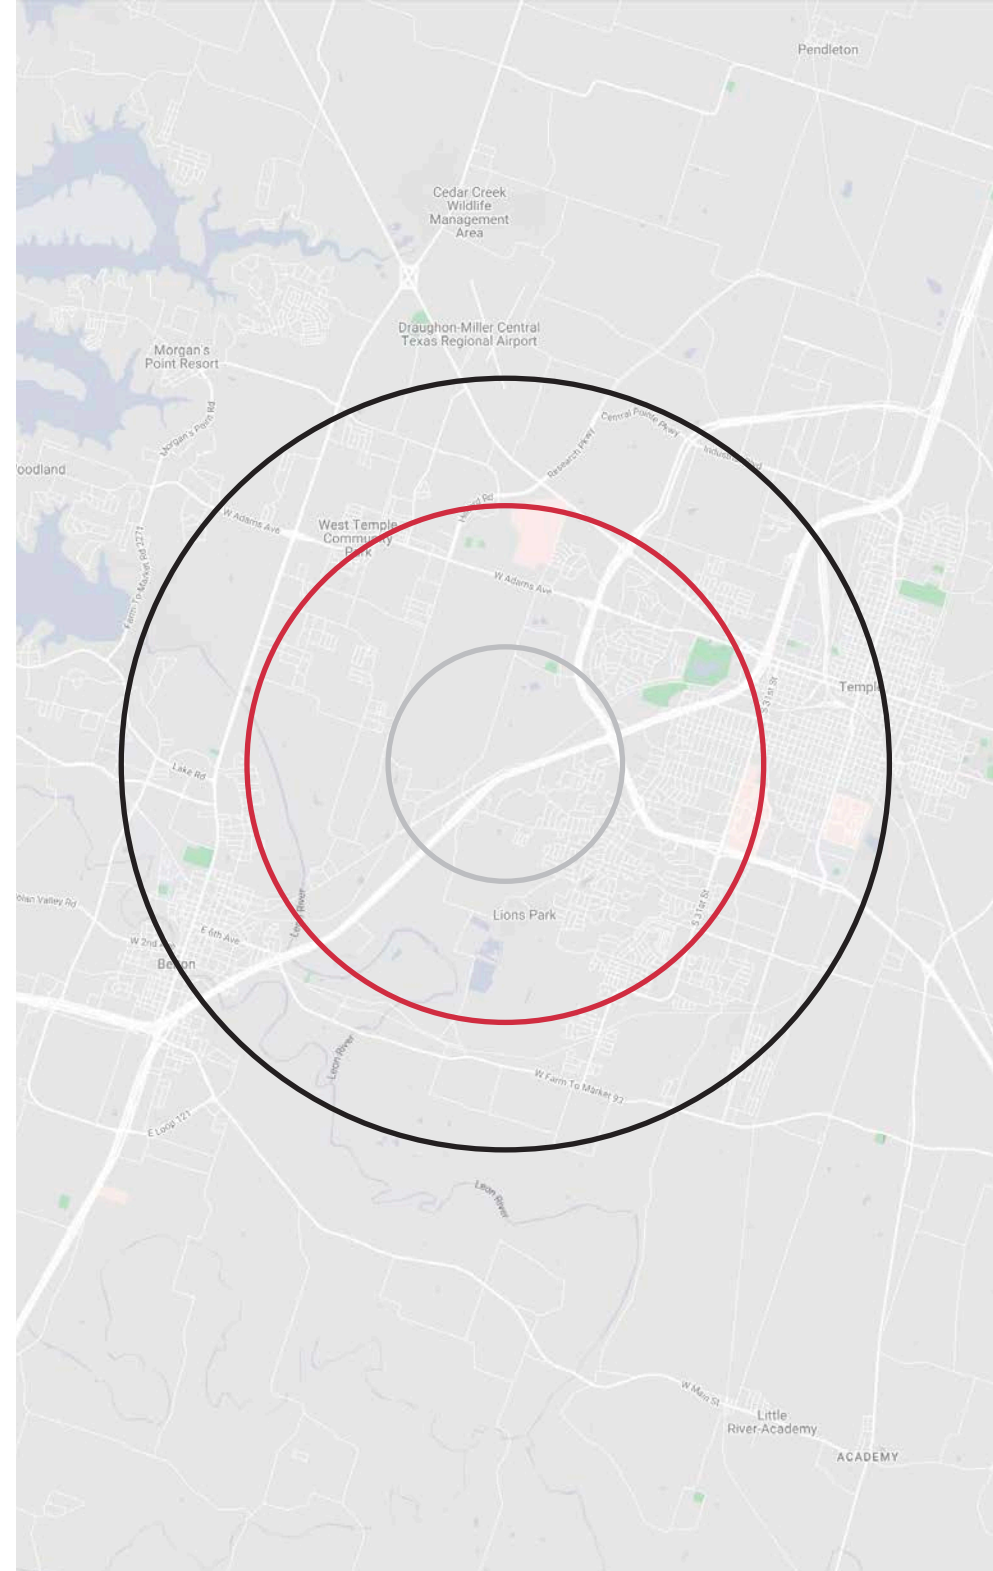 Pendleton
Cedar Creek
Wildlife
Management
Area
Draughon-Miller Central
Texas Regional Airport
Morgan's
Point Resort
Morgan's Point Rd
Central Pointe Pkwy
Research Pkwy
oodland
W Adams Ave
West Temple
Community
Park
Farm-To-Market Rd 2271
W Adams Ave
Temple
S 31st St
Lake Rd
Leon River
S 31st St
Lions Park
olan Valley Rd
E 6th Ave
W 2nd Ave
Belton
Leon River
W Farm To Market 93
E Loop 121
Leon River
W Main St
Little
River-Academy
ACADEMY